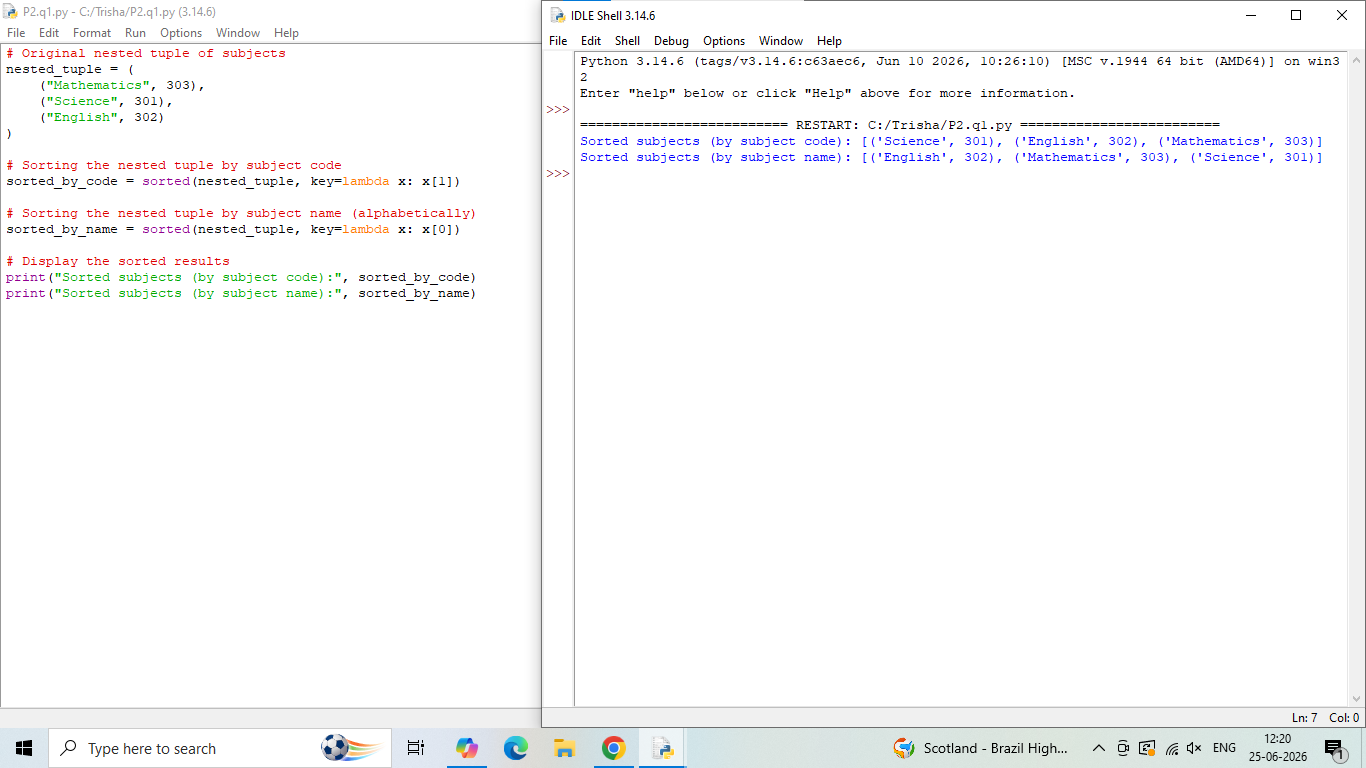 P2.q1.py - C:/Trisha/P2.q1.py (3.14.6)
File Edit Format Run Options Window Help
# Original nested tuple of subjects
nested_tuple = (
    ("Mathematics", 303),
    ("Science", 301),
    ("English", 302)
)

# Sorting the nested tuple by subject code
sorted_by_code = sorted(nested_tuple, key=lambda x: x[1])

# Sorting the nested tuple by subject name (alphabetically)
sorted_by_name = sorted(nested_tuple, key=lambda x: x[0])

# Display the sorted results
print("Sorted subjects (by subject code):", sorted_by_code)
print("Sorted subjects (by subject name):", sorted_by_name)
IDLE Shell 3.14.6
File Edit Shell Debug Options Window Help
Python 3.14.6 (tags/v3.14.6:c63aec6, Jun 10 2026, 10:26:10) [MSC v.1944 64 bit (AMD64)] on win3
2
Enter "help" below or click "Help" above for more information.
>>>
========================== RESTART: C:/Trisha/P2.q1.py =========================
Sorted subjects (by subject code): [('Science', 301), ('English', 302), ('Mathematics', 303)]
Sorted subjects (by subject name): [('English', 302), ('Mathematics', 303), ('Science', 301)]
>>>
Ln: 7 Col: 0
Type here to search
Scotland - Brazil High...
ENG
12:20
25-06-2026
1